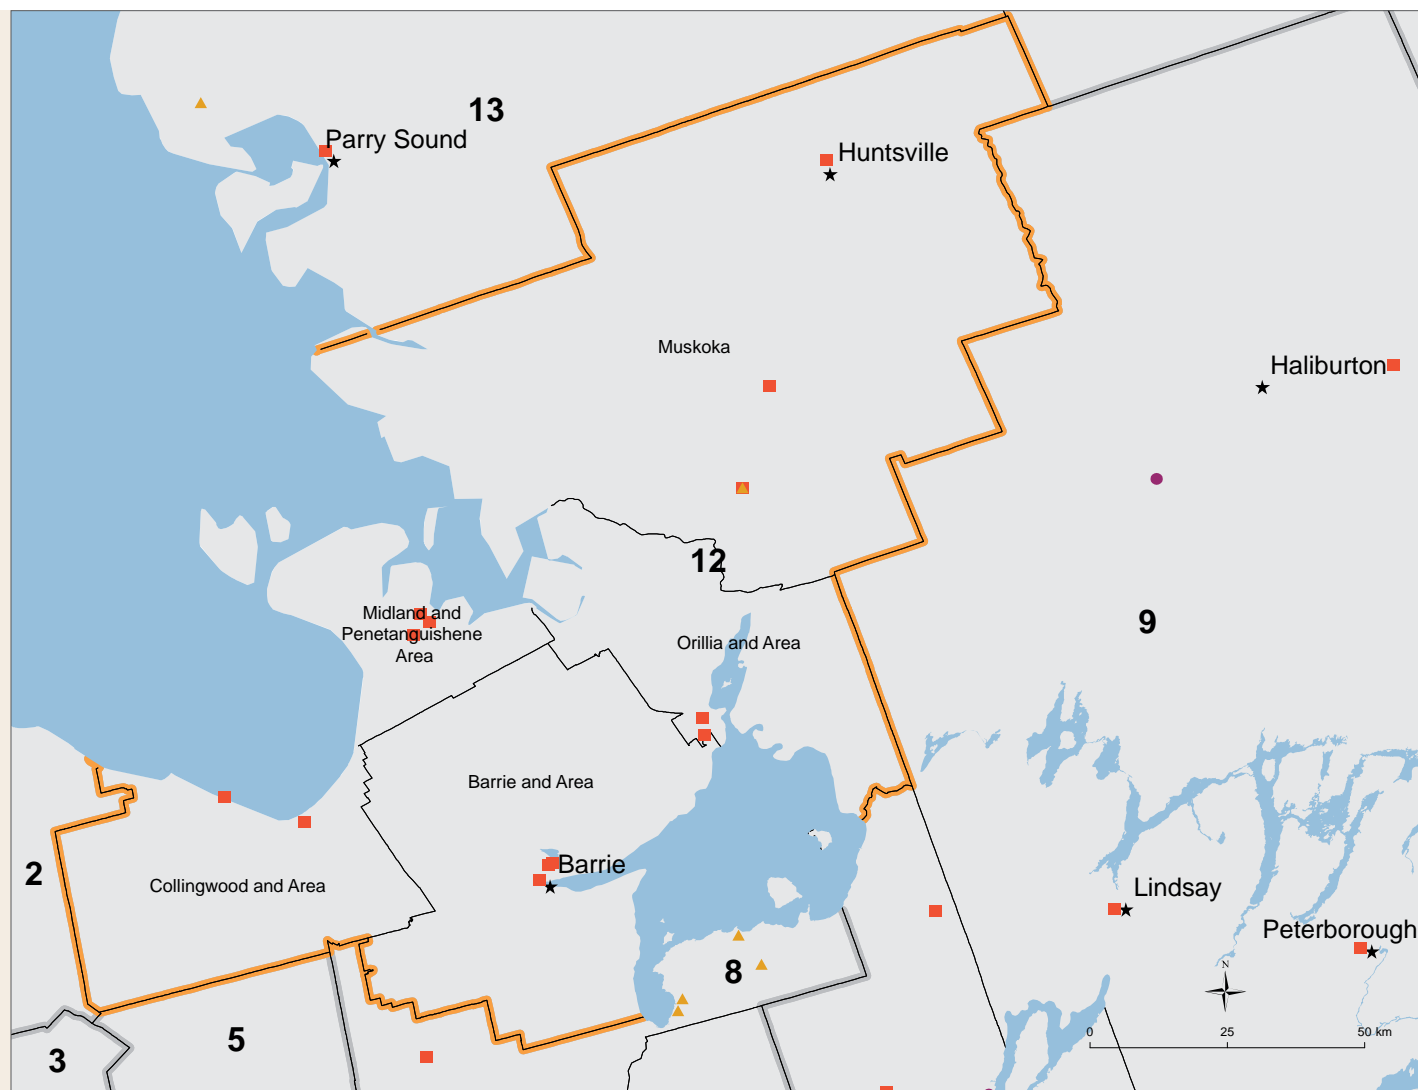 13
Parry Sound
Huntsville
Muskoka
Haliburton
12
Midland and
Penetanguishene
Area
Orillia and Area
9
Barrie and Area
2
Collingwood and Area
Barrie
Lindsay
Peterborough
8
N
5
3
0 25 50 km